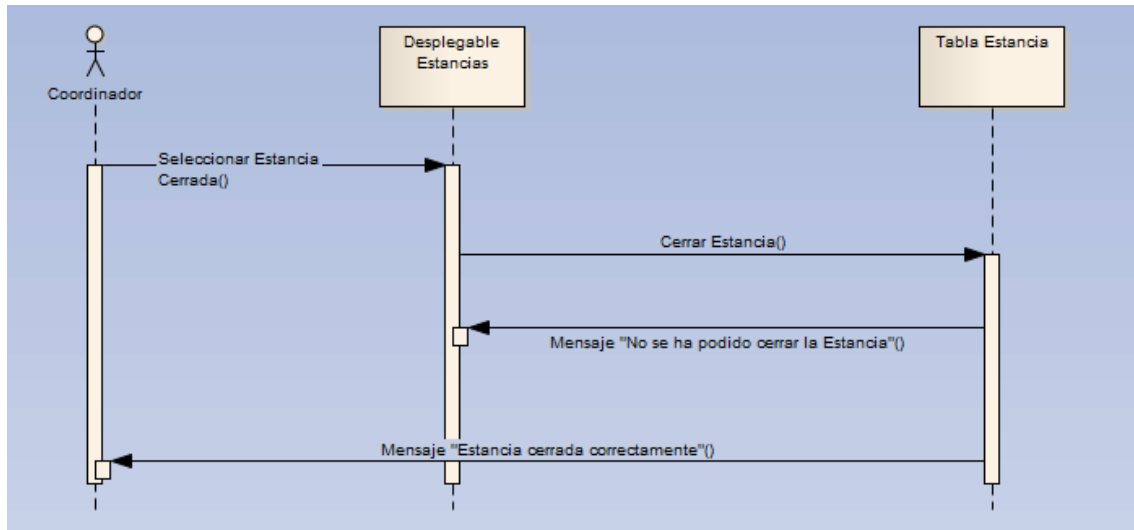 Desplegable
Estancias
Tabla Estancia
Coordinador
Seleccionar Estancia
Cerrada()
Cerrar Estancia()
Mensaje "No se ha podido cerrar la Estancia"()
Mensaje "Estancia cerrada correctamente"()